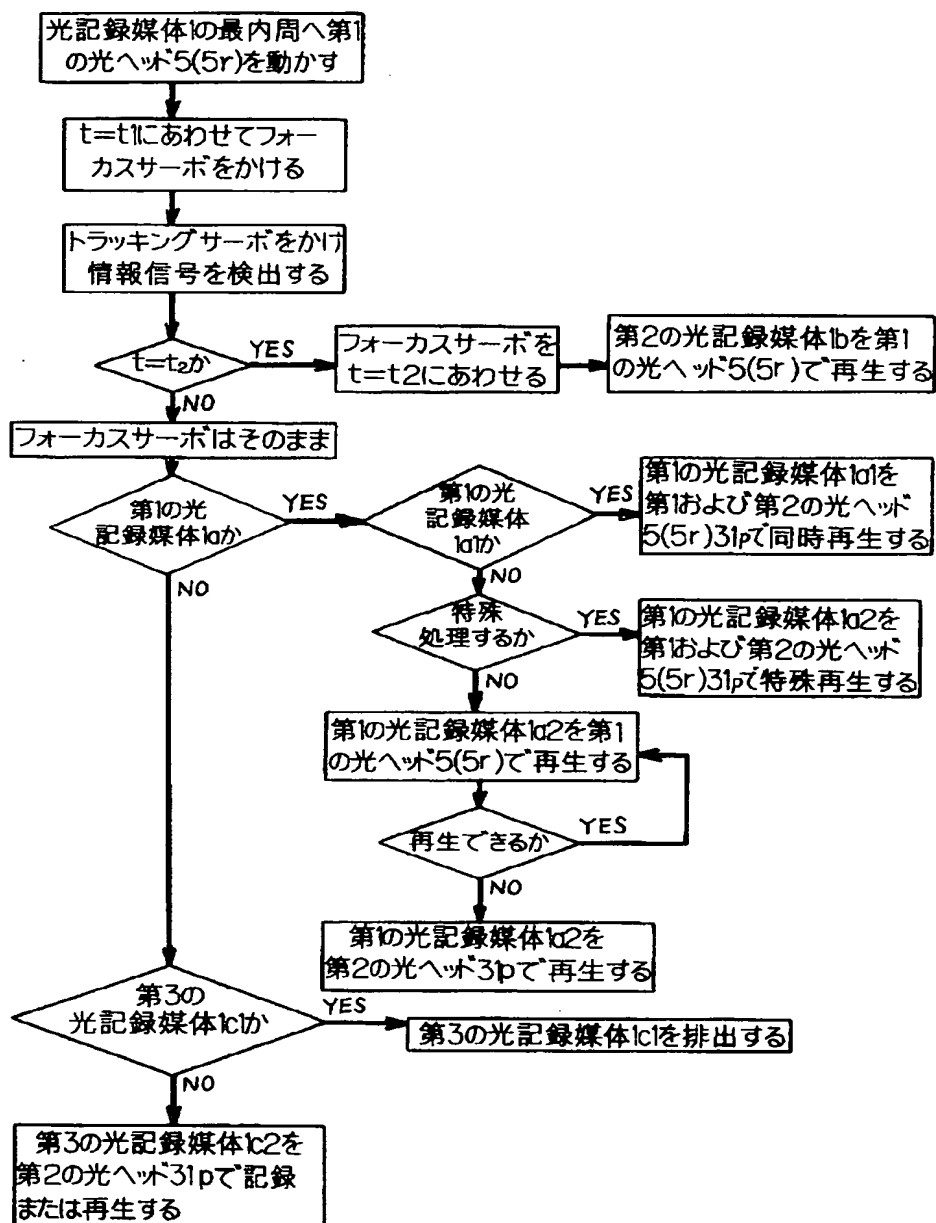 光記録媒体1の最内周へ第1
の光ヘッド5(5r)を動かす
t=t1にあわせてフォー
カスサーボをかける
トラッキングサーボをかけ
情報信号を検出する
t=t2か
YES
フォーカスサーボを
t=t2にあわせる
第2の光記録媒体1bを第1
の光ヘッド5(5r)で再生する
NO
フォーカスサーボはそのまま
第1の光
記録媒体1aか
YES
第1の光
記録媒体
1a1か
YES
第1の光記録媒体1a1を
第1および第2の光ヘッド
5(5r)31pで同時再生する
NO
NO
特殊
処理するか
YES
第1の光記録媒体1a2を
第1および第2の光ヘッド
5(5r)31pで特殊再生する
NO
第1の光記録媒体1a2を第1
の光ヘッド5(5r)で再生する
再生できるか
YES
NO
第1の光記録媒体1a2を
第2の光ヘッド31pで再生する
第3の
光記録媒体1c1か
YES
第3の光記録媒体1c1を排出する
NO
第3の光記録媒体1c2を
第2の光ヘッド31pで記録
または再生する